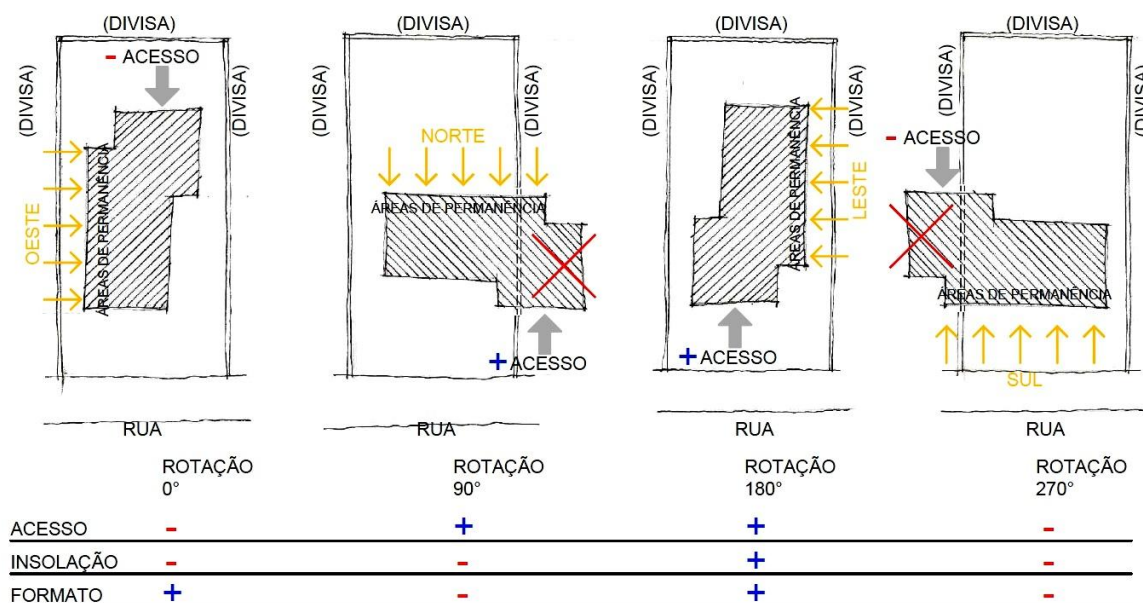 (DIVISA) (DIVISA) (DIVISA) (DIVISA)
- ACESSO
(DIVISA) (DIVISA) (DIVISA) (DIVISA) (DIVISA) (DIVISA) (DIVISA) (DIVISA)
NORTE
- ACESSO
OESTE
ÁREAS DE PERMANÊNCIA
ÁREAS DE PERMANÊNCIA
ÁREAS DE PERMANÊNCIA
LESTE
ÁREAS DE PERMANÊNCIA
+ ACESSO
+ ACESSO
SUL
RUA RUA RUA RUA
ROTAÇÃO ROTAÇÃO ROTAÇÃO ROTAÇÃO
0° 90° 180° 270°
ACESSO - + + -
INSOLAÇÃO - - + -
FORMATO + - + -